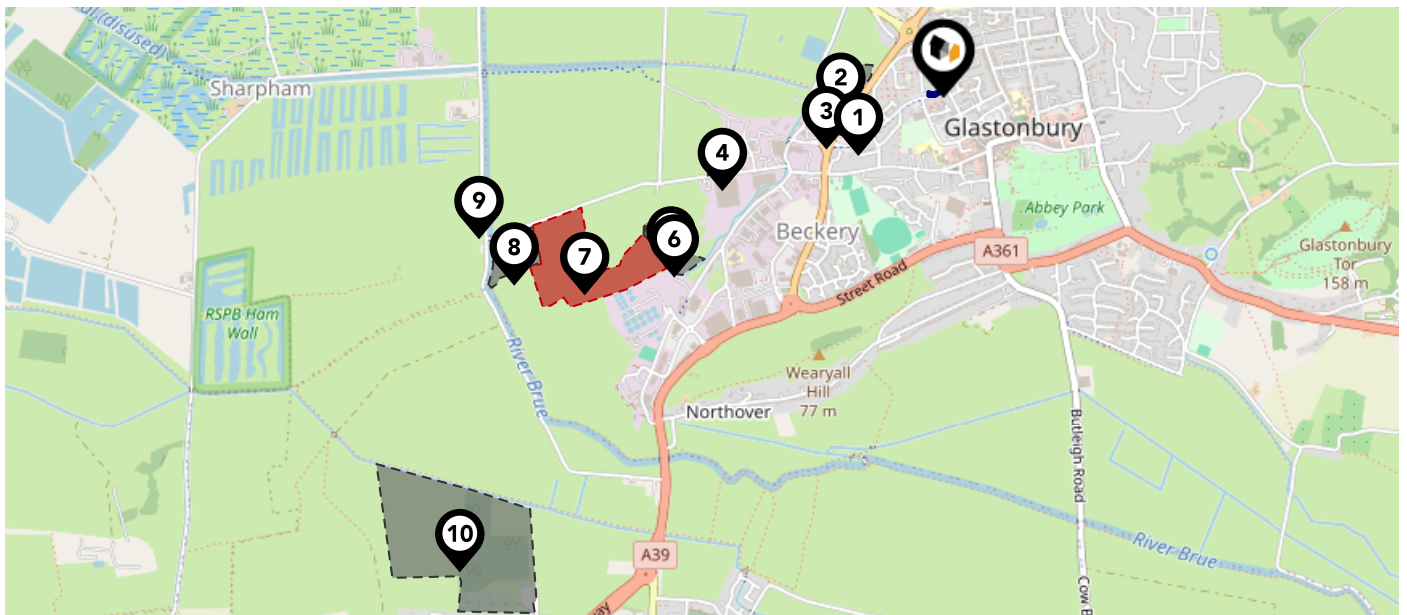 (disused)
Sharpham
2
3
1
Glastonbury
4
9
Abbey Park
Beckery
6
8
7
A361
Glastonbury
Tor
158 m
Street Road
RSPB Ham
Wall
River Brue
Wearyall
Hill
77 m
Northover
Butleigh Road
10
A39
River Brue
Cow B
ay